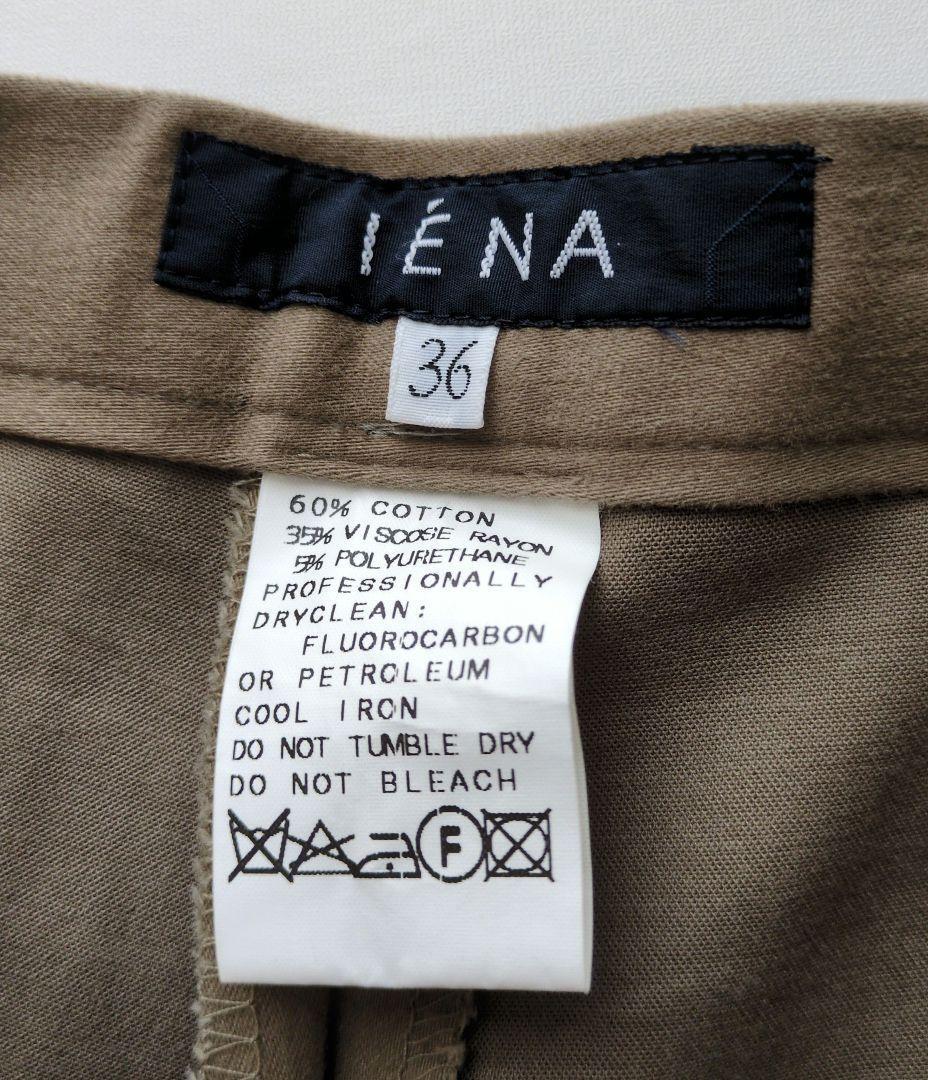 IÉNA
36
60% COTTON
35% VISCOSE RAYON
5% POLYURETHANE
PROFESSIONALLY
DRYCLEAN:
FLUOROCARBON
OR PETROLEUM
COOL IRON
DO NOT TUMBLE DRY
DO NOT BLEACH
F